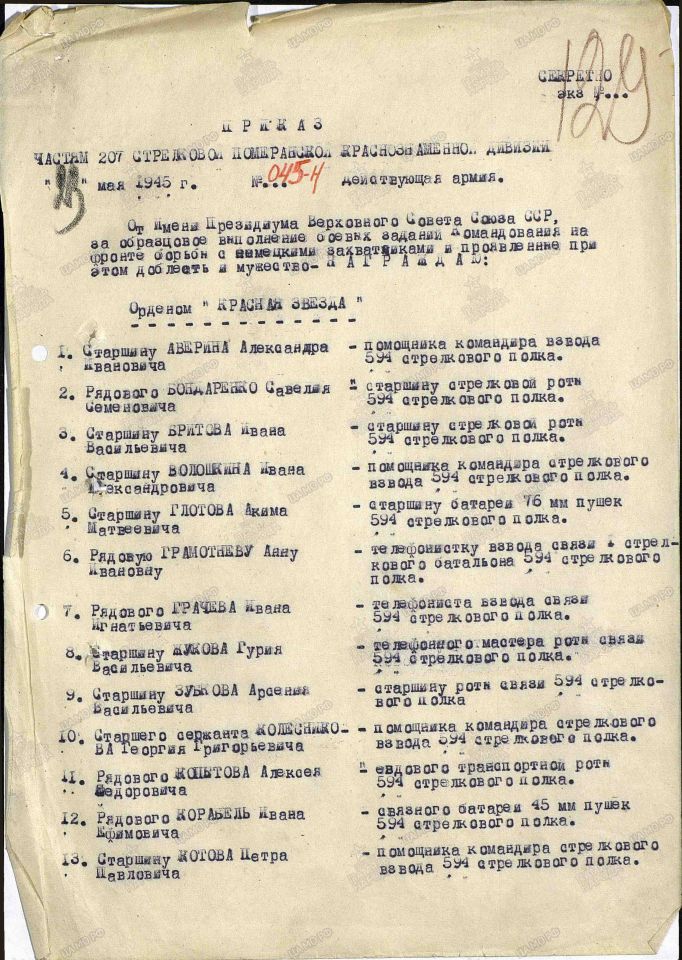 129
СЕКРЕТНО
экз №...
ПРИКАЗ
ЧАСТЯМ 207 СТРЕЛКОВОЙ ПОМЕРАНСКОЙ КРАСНОЗНАМЕННОЙ ДИВИЗИИ
"23" мая 1945 г. №... 045-н действующая армия.
От имени Президиума Верховного Совета Союза ССР,
за образцовое выполнение боевых заданий Командования на
фронте борьбы с немецкими захватчиками и проявленные при
этом доблесть и мужество- НАГРАЖДАЮ:
Орденом " КРАСНАЯ ЗВЕЗДА "
1. Старшину АВЕРИНА Александра - помощника командира взвода
Ивановича 594 стрелкового полка.
2. Рядового БОНДАРЕНКО Савелия " старшину стрелковой роты
Семеновича 594 стрелкового полка.
3. Старшину БРИТОВА Ивана - старшину стрелковой роты
Васильевича 594 стрелкового полка.
4. Старшину ВОЛОШКИНА Ивана - помощника командира стрелкового
Александровича взвода 594 стрелкового полка.
5. Старшину ГЛОТОВА Акима - старшину батареи 76 мм пушек
Матвеевича 594 стрелкового полка.
6. Рядовую ГРАМОТНЕВУ Анну - телефонистку взвода связи 1 стрел-
Ивановну кового батальона 594 стрелкового
полка.
7. Рядового ГРАЧЕВА Ивана - телефониста взвода связи
Игнатьевича 594 стрелкового полка.
8. Старшину ЖУКОВА Гурия - телефонного мастера роты связи
Васильевича 594 стрелкового полка.
9. Старшину ЗУБКОВА Арсения - старшину роты связи 594 стрелко-
Васильевича вого полка
10. Старшего сержанта КОЛЕСНИКО- - помощника командира стрелкового
ВА Георгия Григорьевича взвода 594 стрелкового полка.
11. Рядового КОПЫТОВА Алексея " ездового транспортной роты
Федоровича 594 стрелкового полка.
12. Рядового КОРАБЕЛЬ Ивана - связного батареи 45 мм пушек
Ефимовича 594 стрелкового полка.
13. Старшину КОТОВА Петра - помощника командира стрелкового
Павловича взвода 594 стрелкового полка.